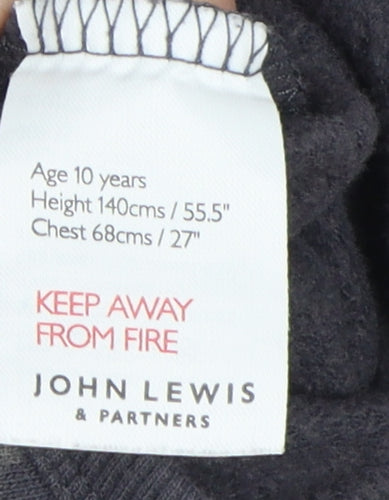 Age 10 years
Height 140cms / 55.5"
Chest 68cms / 27"
KEEP AWAY
FROM FIRE
JOHN LEWIS
& PARTNERS